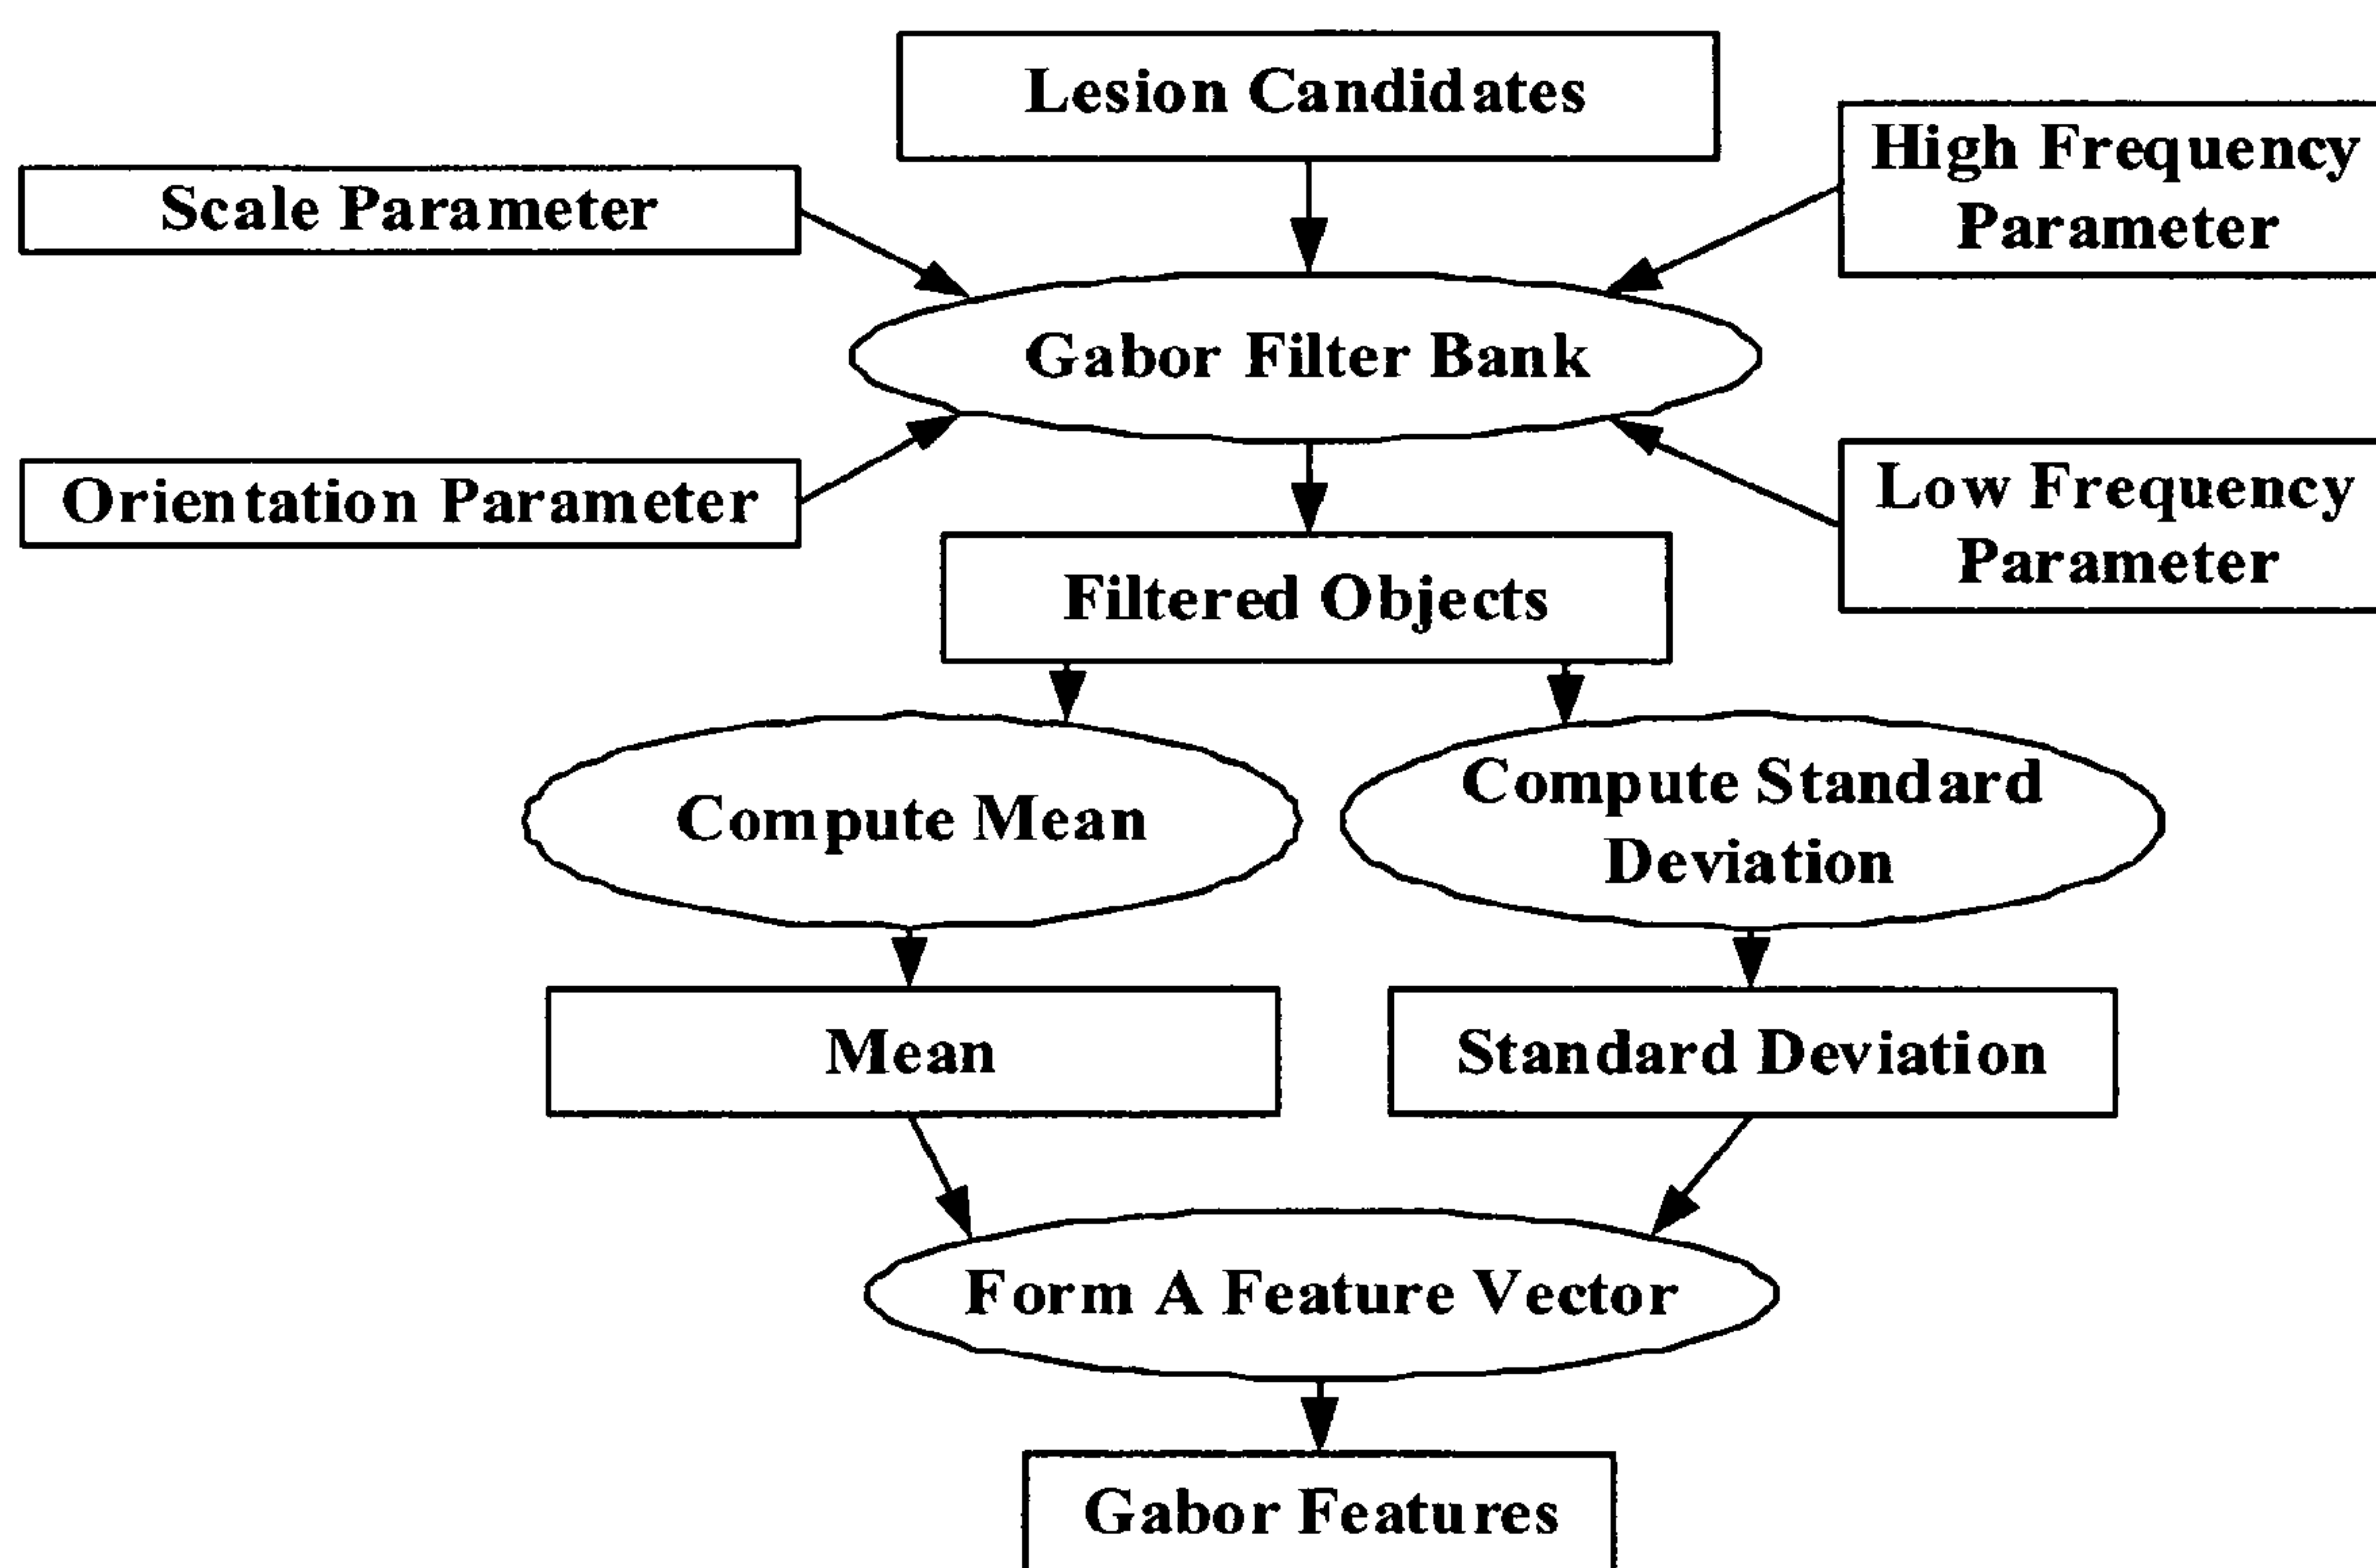 Lesion Candidates
High Frequency
Parameter
Scale Parameter
Gabor Filter Bank
Orientation Parameter
Low Frequency
Parameter
Filtered Objects
Compute Mean
Compute Standard
Deviation
Mean
Standard Deviation
Form A Feature Vector
Gabor Features